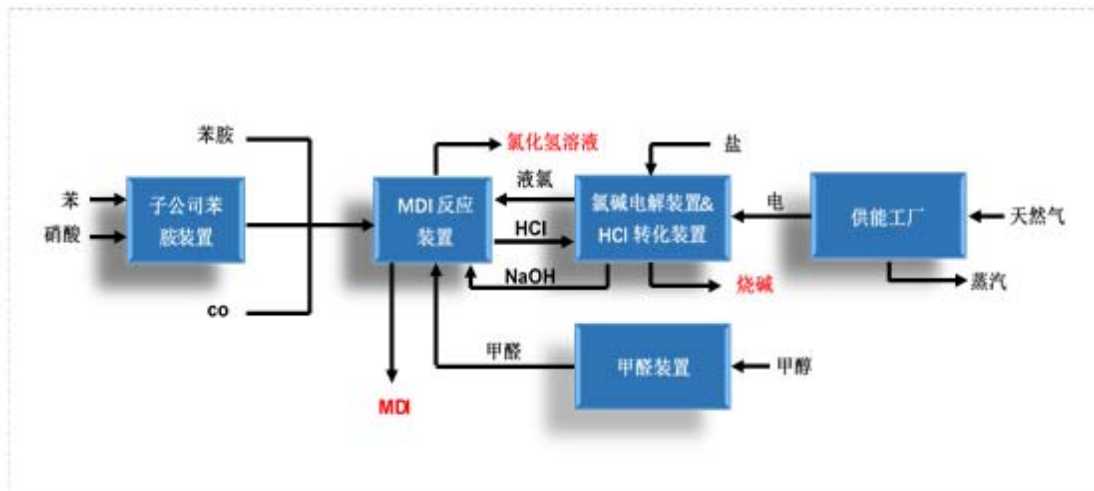 苯胺
氯化氢溶液
盐
苯
硝酸
子公司苯
胺装置
MDI 反应
装置
液氯
HCl
NaOH
氯碱电解装置&
HCl 转化装置
电
供能工厂
天然气
蒸汽
烧碱
co
甲醛
甲醛装置
甲醇
MDI